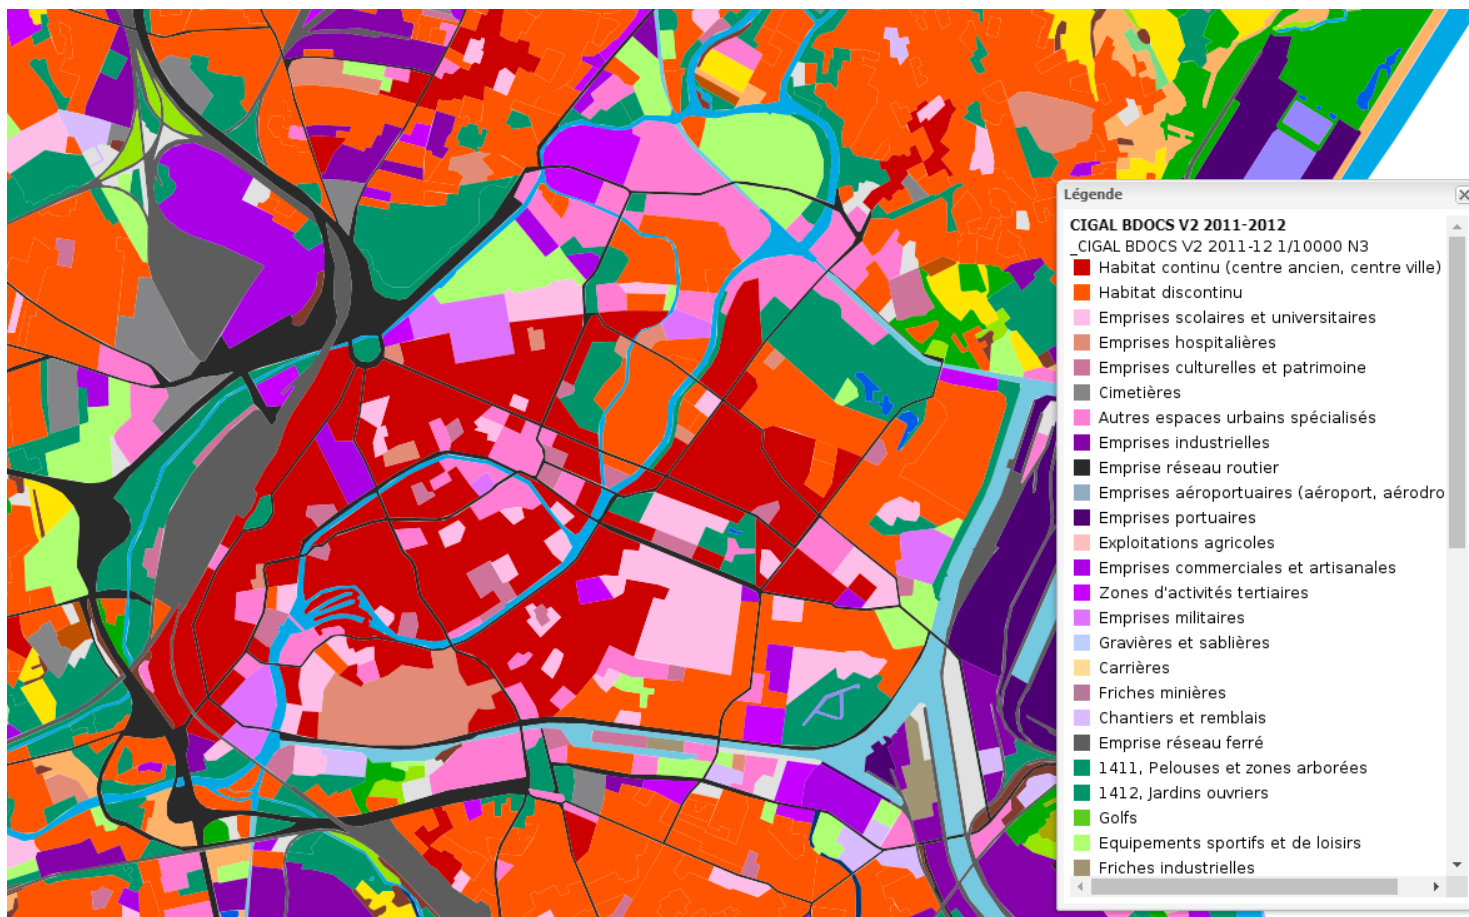 Légende
CIGAL BDOCS V2 2011-2012
_CIGAL BDOCS V2 2011-12 1/10000 N3
Habitat continu (centre ancien, centre ville)
Habitat discontinu
Emprises scolaires et universitaires
Emprises hospitalières
Emprises culturelles et patrimoine
Cimetières
Autres espaces urbains spécialisés
Emprises industrielles
Emprise réseau routier
Emprises aéroportuaires (aéroport, aérodro
Emprises portuaires
Exploitations agricoles
Emprises commerciales et artisanales
Zones d'activités tertiaires
Emprises militaires
Gravières et sablières
Carrières
Friches minières
Chantiers et remblais
Emprise réseau ferré
1411, Pelouses et zones arborées
1412, Jardins ouvriers
Golfs
Equipements sportifs et de loisirs
Friches industrielles